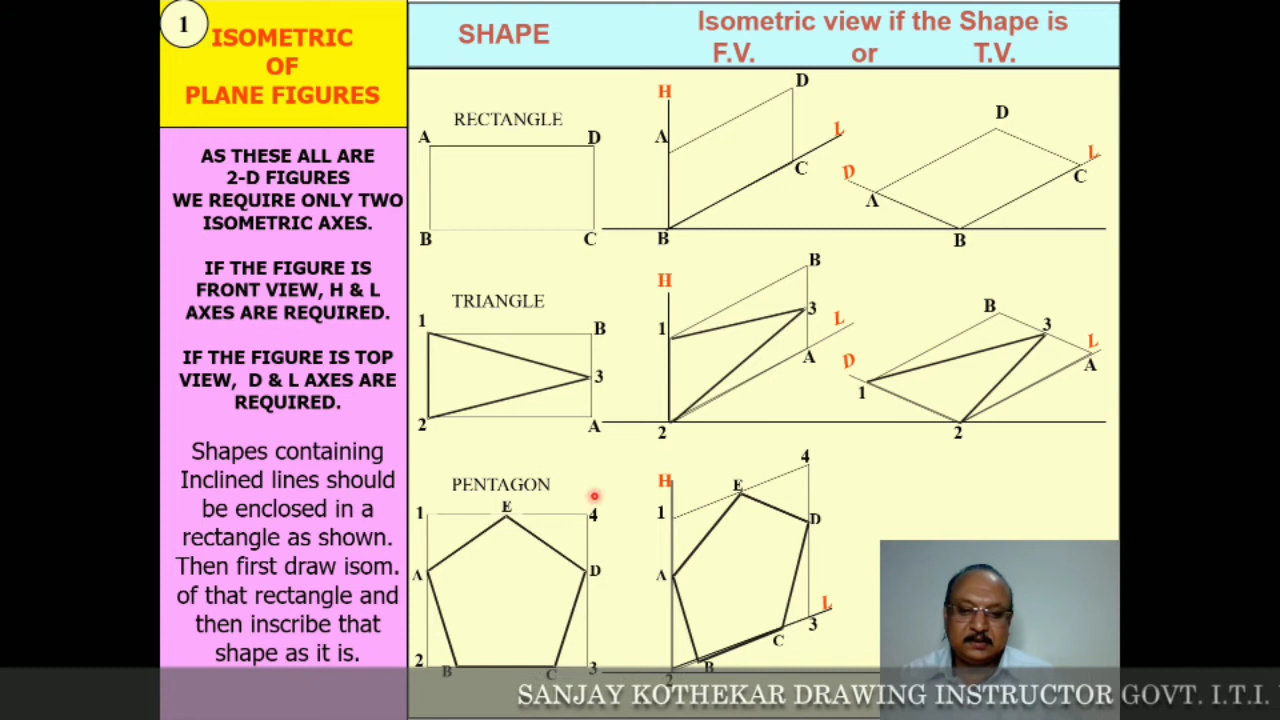 1
ISOMETRIC
OF
PLANE FIGURES
AS THESE ALL ARE
2-D FIGURES
WE REQUIRE ONLY TWO
ISOMETRIC AXES.
IF THE FIGURE IS
FRONT VIEW, H & L
AXES ARE REQUIRED.
IF THE FIGURE IS TOP
VIEW, D & L AXES ARE
REQUIRED.
Shapes containing
Inclined lines should
be enclosed in a
rectangle as shown.
Then first draw isom.
of that rectangle and
then inscribe that
shape as it is.
SHAPE
Isometric view if the Shape is
F.V. or T.V.
RECTANGLE
A D
B C
H
A
D
L
C
B
D
D
L
C
A
B
TRIANGLE
1 B
3
2 A
H
1
B
3
L
A
2
B
3
L
A
D
1
2
PENTAGON
1 E 4
A D
2 B C 3
H
1
E
4
D
A
L
3
C
B
2
SANJAY KOTHEKAR DRAWING INSTRUCTOR GOVT. I.T.I.